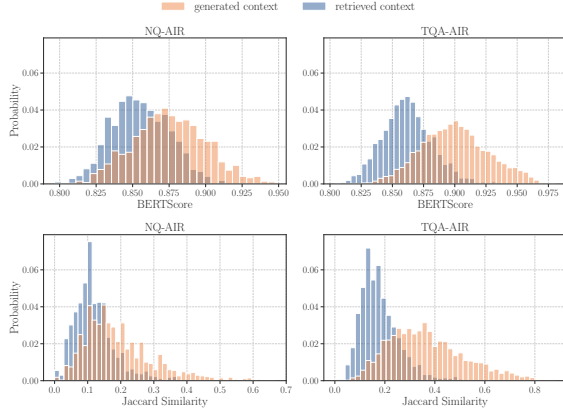 generated context retrieved context
NQ-AIR TQA-AIR
Probability
0.06
0.04
0.02
0.00
0.800 0.825 0.850 0.875 0.900 0.925 0.950
BERTScore
0.800 0.825 0.850 0.875 0.900 0.925 0.950 0.975
BERTScore
NQ-AIR TQA-AIR
Probability
0.06
0.04
0.02
0.00
0.0 0.1 0.2 0.3 0.4 0.5 0.6 0.7
Jaccard Similarity
0.0 0.2 0.4 0.6 0.8
Jaccard Similarity